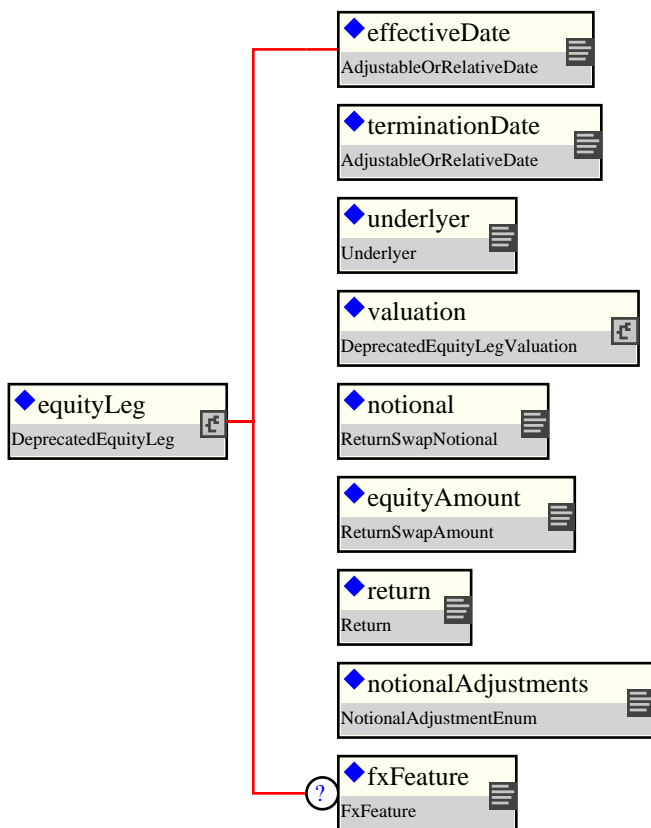 effectiveDate
AdjustableOrRelativeDate
terminationDate
AdjustableOrRelativeDate
underlyer
Underlyer
valuation
DeprecatedEquityLegValuation
equityLeg
DeprecatedEquityLeg
notional
ReturnSwapNotional
equityAmount
ReturnSwapAmount
return
Return
notionalAdjustments
NotionalAdjustmentEnum
?
fxFeature
FxFeature